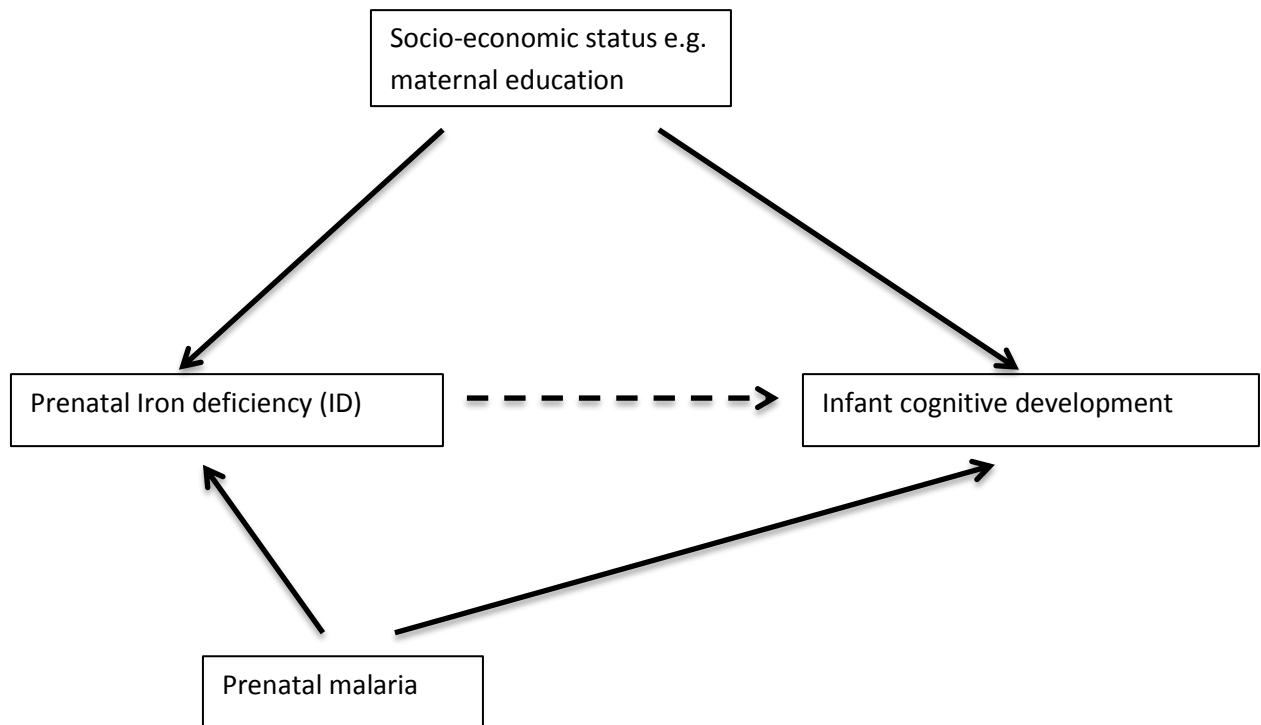 Socio-economic status e.g.
maternal education
Prenatal Iron deficiency (ID)
Infant cognitive development
Prenatal malaria